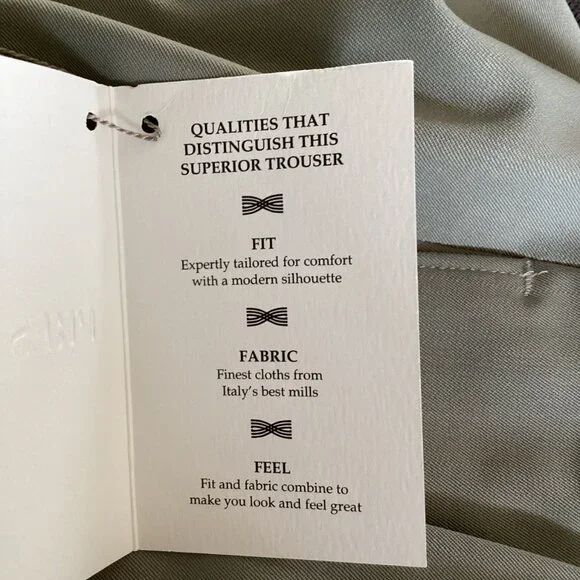 QUALITIES THAT
DISTINGUISH THIS
SUPERIOR TROUSER
FIT
Expertly tailored for comfort
with a modern silhouette
FABRIC
Finest cloths from
Italy's best mills
FEEL
Fit and fabric combine to
make you look and feel great